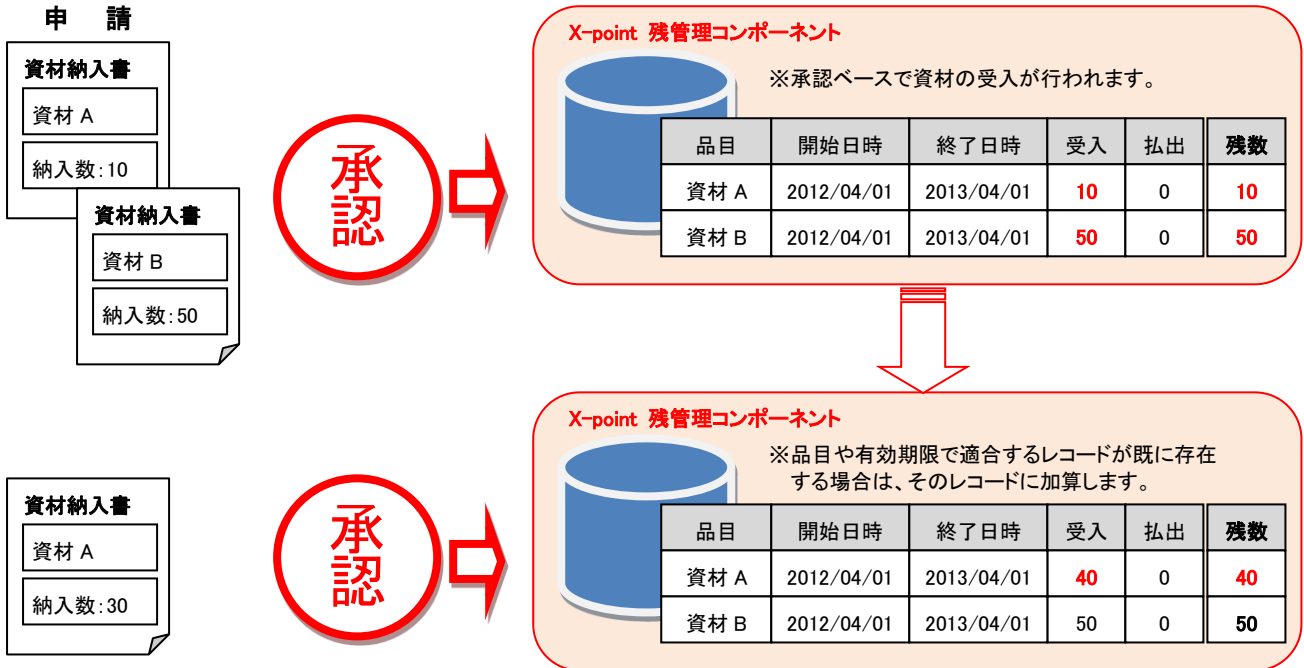 申 請
資材納入書
資材 A
納入数:10
資材納入書
資材 B
納入数:50
承認
X-point 残管理コンポーネント
※承認ベースで資材の受入が行われます。
品目 開始日時 終了日時 受入 払出 残数
資材 A 2012/04/01 2013/04/01 10 0 10
資材 B 2012/04/01 2013/04/01 50 0 50
資材納入書
資材 A
納入数:30
承認
X-point 残管理コンポーネント
※品目や有効期限で適合するレコードが既に存在
する場合は、そのレコードに加算します。
品目 開始日時 終了日時 受入 払出 残数
資材 A 2012/04/01 2013/04/01 40 0 40
資材 B 2012/04/01 2013/04/01 50 0 50